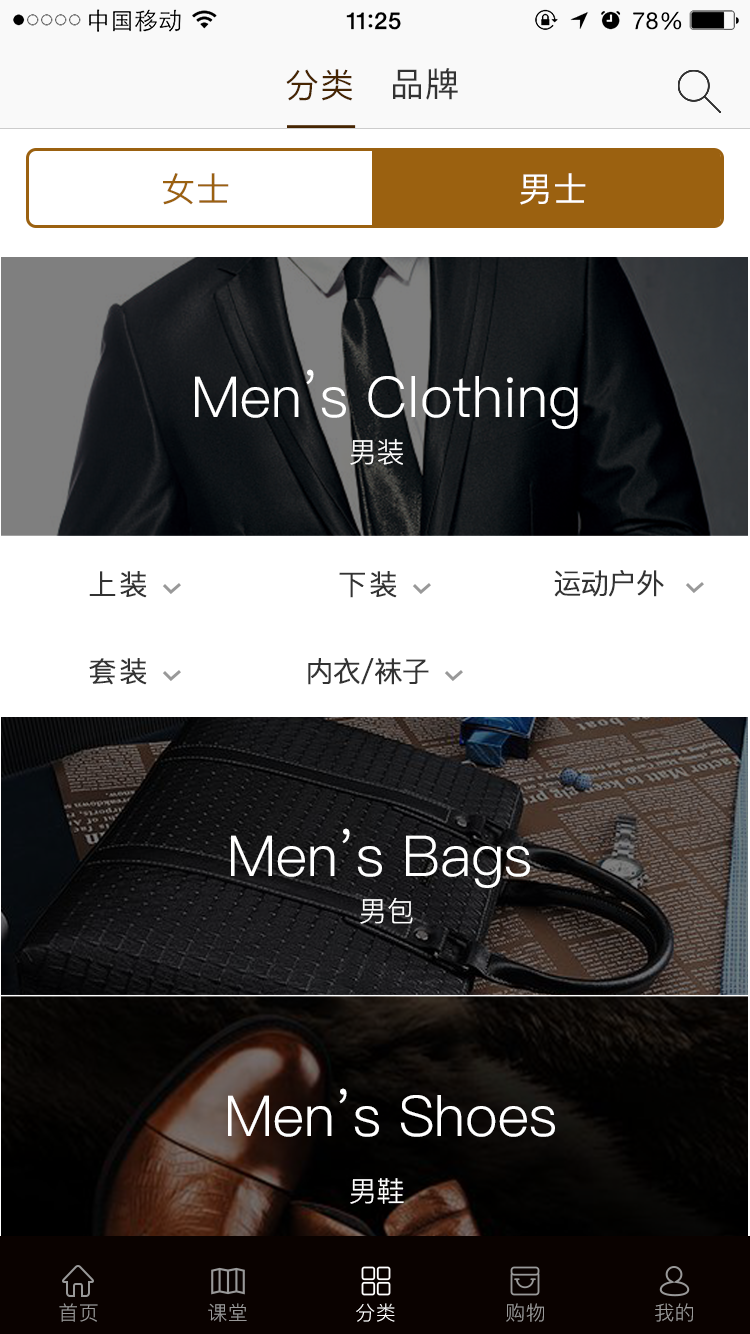 中国移动 11:25 78%
分类 品牌
女士 男士
Men's Clothing
男装
上装 下装 运动户外
套装 内衣/袜子
Men's Bags
男包
Men's Shoes
男鞋
首页 课堂 分类 购物 我的